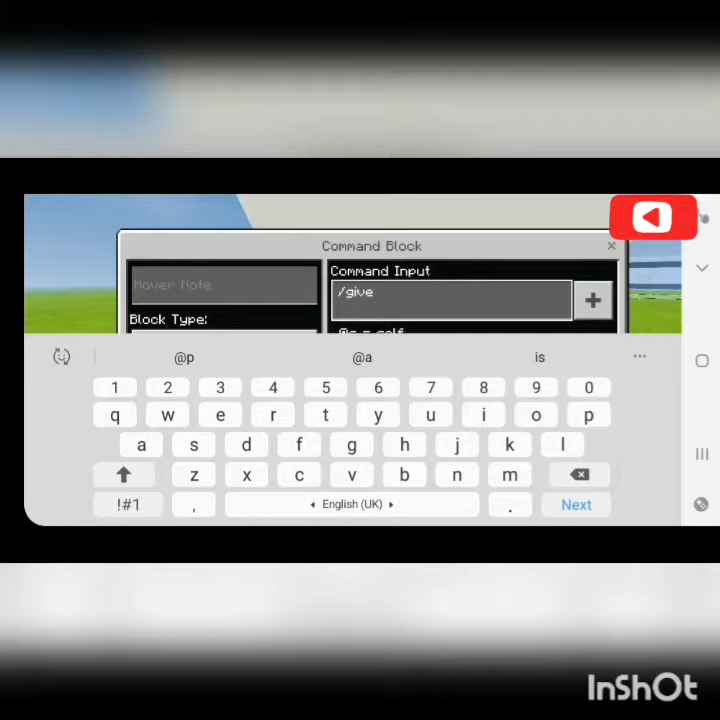 Command Block
Hover Note
Command Input
/give
Block Type:
@s = self
@p
@a
is
1 2 3 4 5 6 7 8 9 0
q w e r t y u i o p
a s d f g h j k l
z x c v b n m
!#1 , English (UK) . Next
InShOt